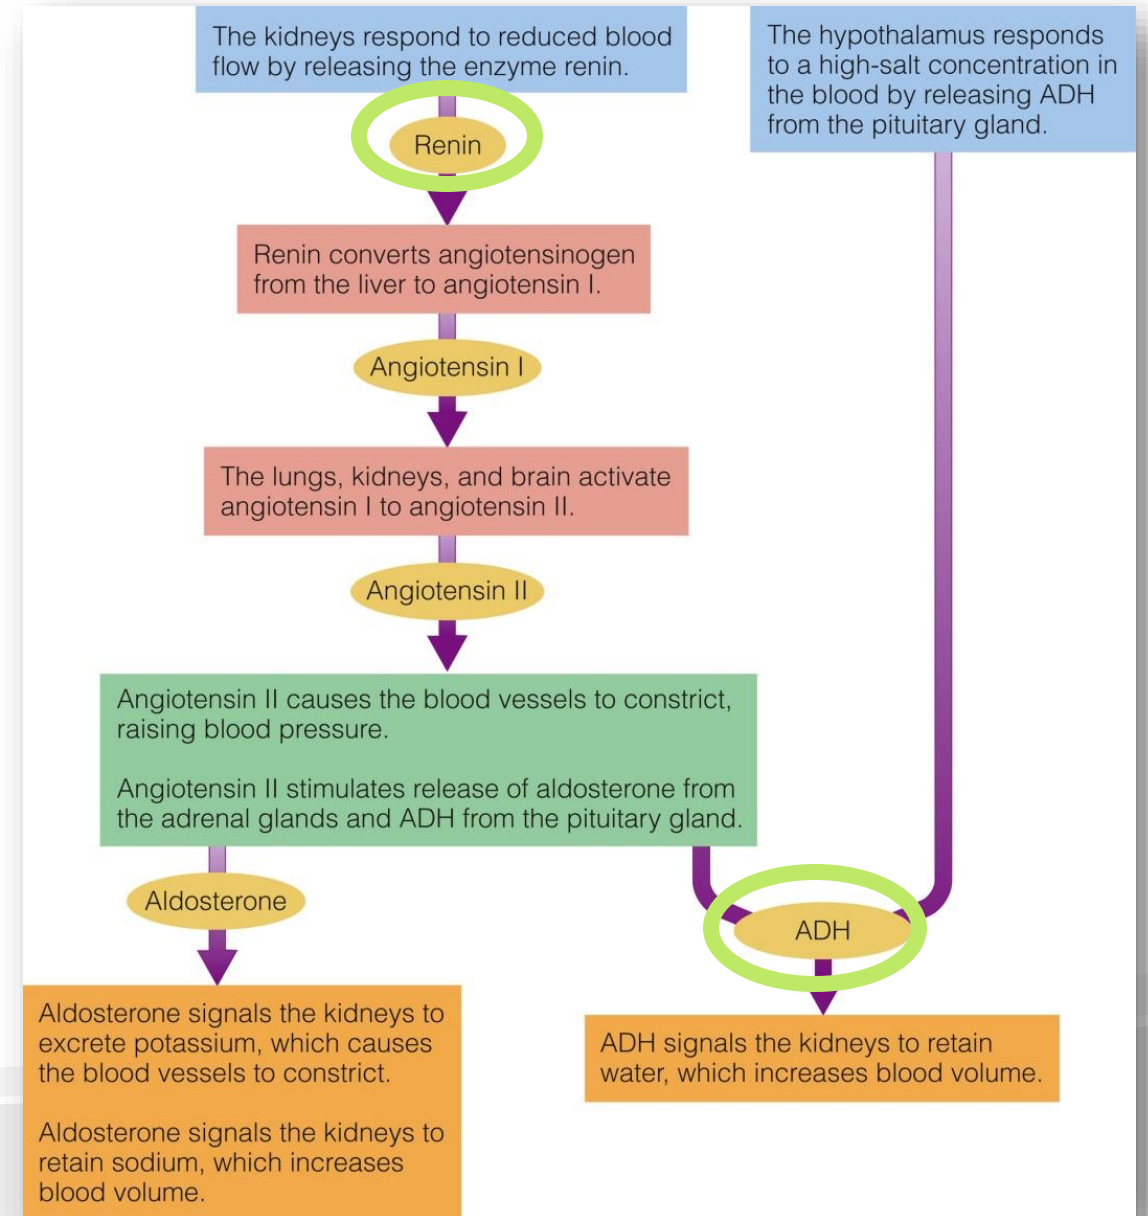 The kidneys respond to reduced blood
flow by releasing the enzyme renin.
The hypothalamus responds
to a high-salt concentration in
the blood by releasing ADH
from the pituitary gland.
Renin
Renin converts angiotensinogen
from the liver to angiotensin I.
Angiotensin I
The lungs, kidneys, and brain activate
angiotensin I to angiotensin II.
Angiotensin II
Angiotensin II causes the blood vessels to constrict,
raising blood pressure.
Angiotensin II stimulates release of aldosterone from
the adrenal glands and ADH from the pituitary gland.
Aldosterone
ADH
Aldosterone signals the kidneys to
excrete potassium, which causes
the blood vessels to constrict.
Aldosterone signals the kidneys to
retain sodium, which increases
blood volume.
ADH signals the kidneys to retain
water, which increases blood volume.